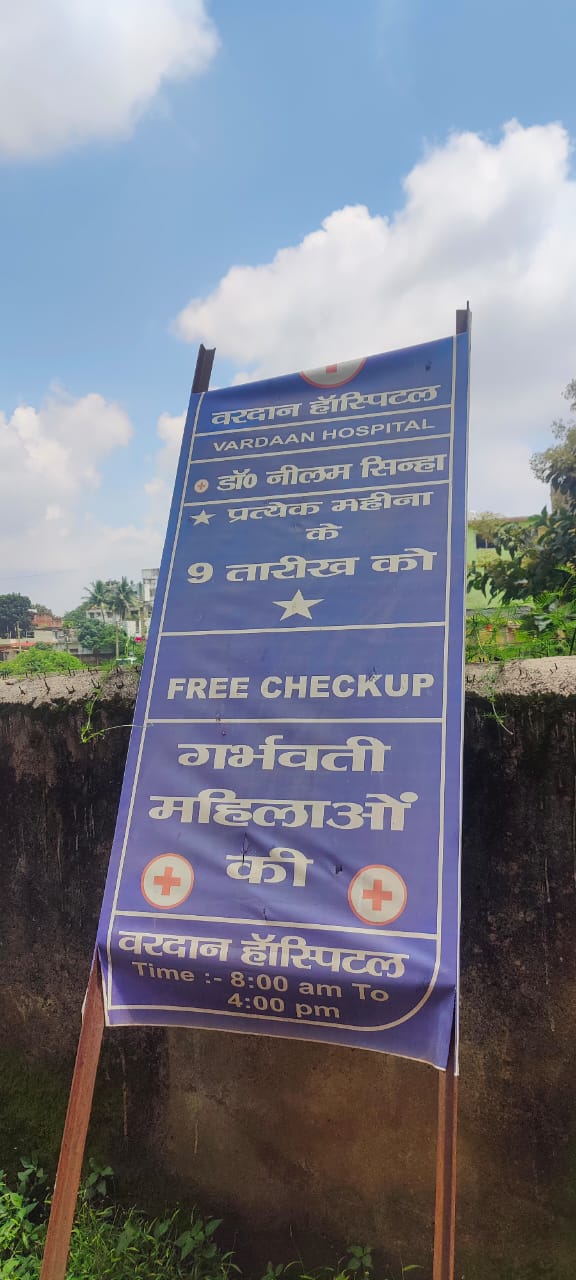 वरदान हॉस्पिटल
VARDAAN HOSPITAL
डॉ० नीलम सिन्हा
प्रत्येक महीना
के
9 तारीख को
FREE CHECKUP
गर्भवती
महिलाओं
की
वरदान हॉस्पिटल
Time :- 8:00 am To
4:00 pm